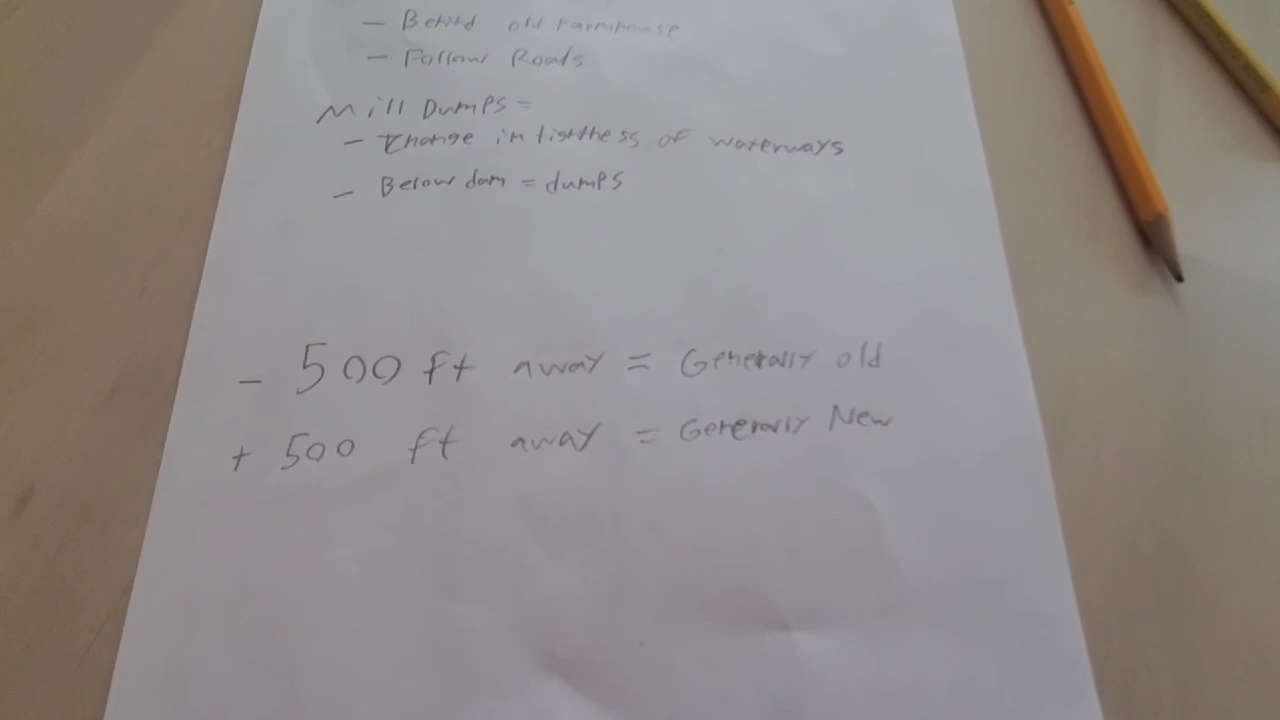 - Behind old Farmhouse
- Follow Roads
Mill Dumps =
- Change in tightness of waterways
- Below dam = dumps
- 500 ft away = Generally old
+ 500 ft away = Generally New